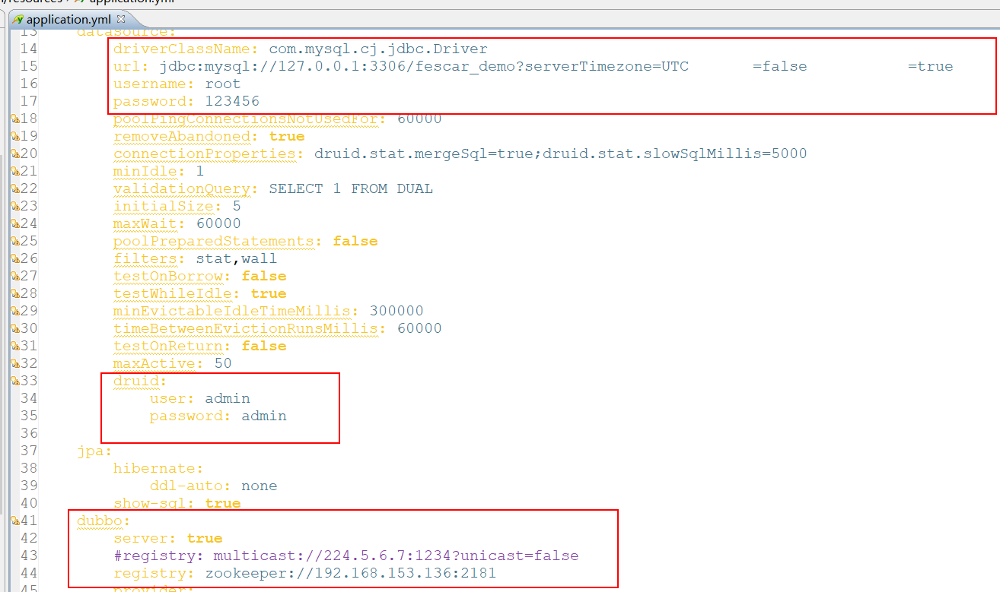 application.yml
application.yml
13 datasource:
14 driverClassName: com.mysql.cj.jdbc.Driver
15 url: jdbc:mysql://127.0.0.1:3306/fescar_demo?serverTimezone=UTC =false =true
16 username: root
17 password: 123456
18 poolPingConnectionsNotUsedFor: 60000
19 removeAbandoned: true
20 connectionProperties: druid.stat.mergeSql=true;druid.stat.slowSqlMillis=5000
21 minIdle: 1
22 validationQuery: SELECT 1 FROM DUAL
23 initialSize: 5
24 maxWait: 60000
25 poolPreparedStatements: false
26 filters: stat,wall
27 testOnBorrow: false
28 testWhileIdle: true
29 minEvictableIdleTimeMillis: 300000
30 timeBetweenEvictionRunsMillis: 60000
31 testOnReturn: false
32 maxActive: 50
33 druid:
34 user: admin
35 password: admin
36
37 jpa:
38 hibernate:
39 ddl-auto: none
40 show-sql: true
41 dubbo:
42 server: true
43 #registry: multicast://224.5.6.7:1234?unicast=false
44 registry: zookeeper://192.168.153.136:2181
45 provider: